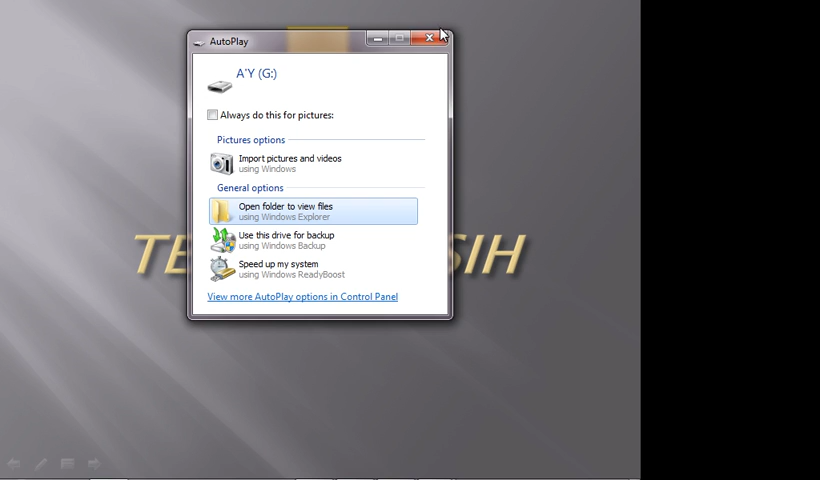 AutoPlay
A'Y (G:)
Always do this for pictures:
Pictures options
Import pictures and videos
using Windows
General options
Open folder to view files
using Windows Explorer
Use this drive for backup
using Windows Backup
Speed up my system
using Windows ReadyBoost
View more AutoPlay options in Control Panel